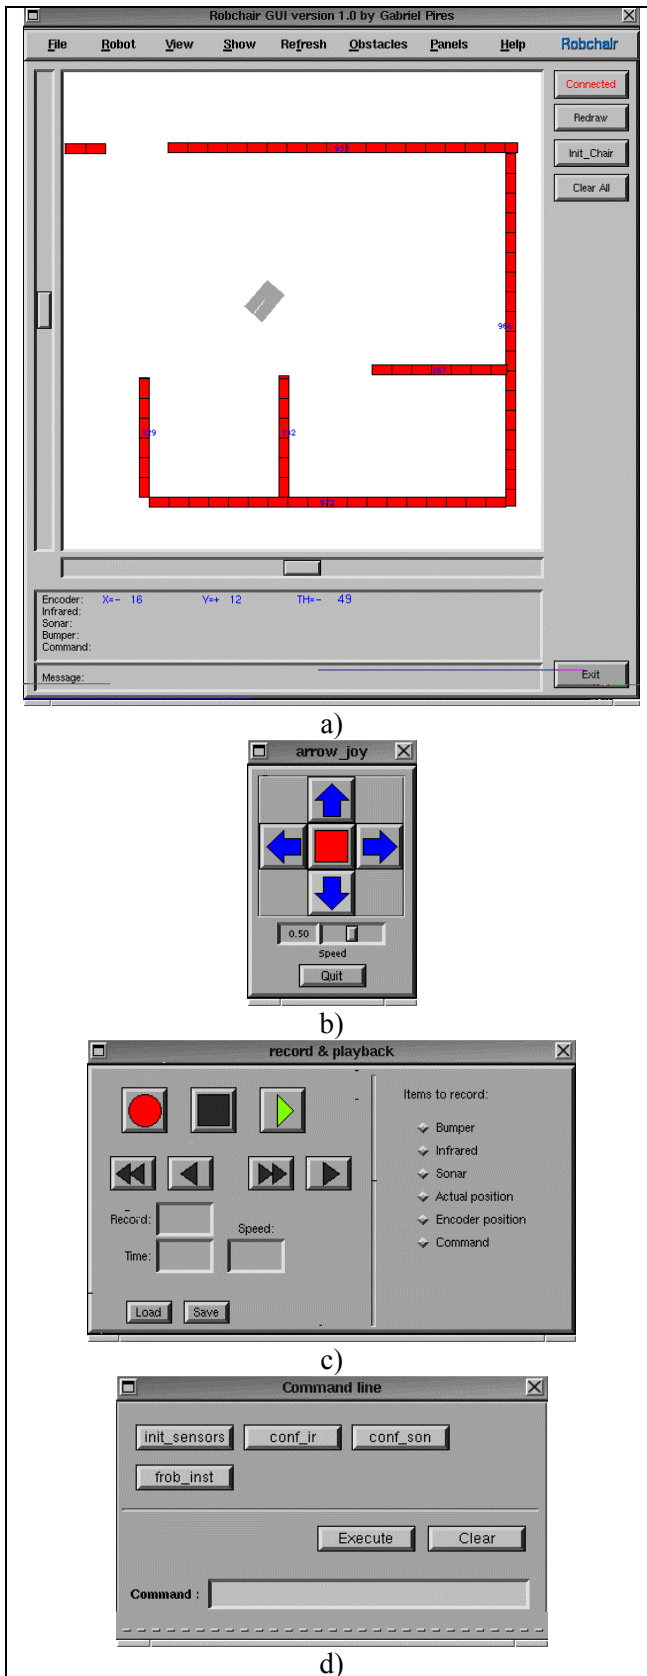 Robchair GUI version 1.0 by Gabriel Pires
File Robot View Show Refresh Obstacles Panels Help Robchair
Connected
Redraw
Init_Chair
Clear All
966
929
972
Encoder: X=- 16 Y=+ 12 TH=- 49
Infrared:
Sonar:
Bumper:
Command:
Message:
Exit
a)
arrow_joy
0.50
Speed
Quit
b)
record & playback
Items to record:
Bumper
Infrared
Sonar
Actual position
Encoder position
Command
Record:
Speed:
Time:
Load Save
c)
Command line
init_sensors conf_ir conf_son
frob_inst
Execute Clear
Command :
d)